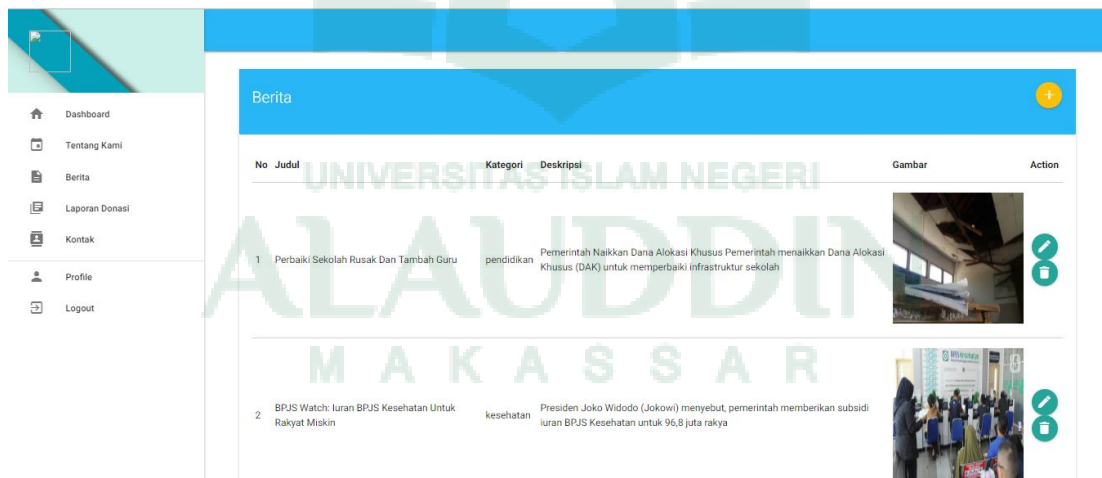 Dashboard
Tentang Kami
Berita
Laporan Donasi
Kontak
Profile
Logout
Berita
No Judul Kategori Deskripsi Gambar Action
1 Perbaiki Sekolah Rusak Dan Tambah Guru pendidikan Pemerintah Naikkan Dana Alokasi Khusus Pemerintah menaikkan Dana Alokasi
Khusus (DAK) untuk memperbaiki infrastruktur sekolah
2 BPJS Watch: Iuran BPJS Kesehatan Untuk
Rakyat Miskin
kesehatan
Presiden Joko Widodo (Jokowi) menyebut, pemerintah memberikan subsidi
iuran BPJS Kesehatan untuk 96,8 juta rakya
BPJS Kesehatan
UNIVERSITAS ISLAM NEGERI
ALAUDDIN
MAKASSAR